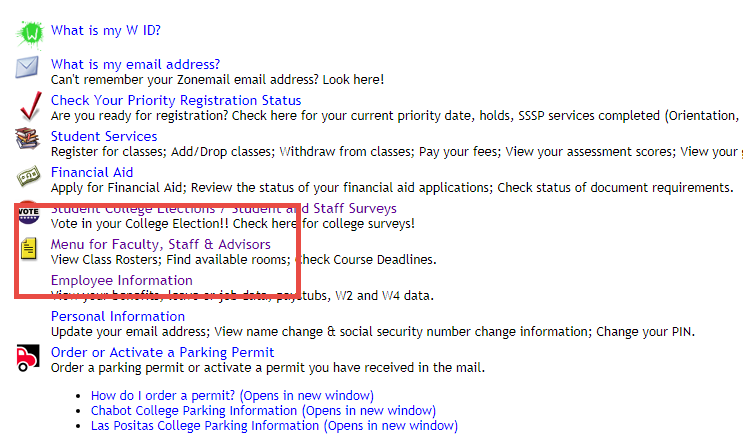 W
What is my W ID?
What is my email address?
Can't remember your Zonemail email address? Look here!
Check Your Priority Registration Status
Are you ready for registration? Check here for your current priority date, holds, SSSP services completed (Orientation,
Student Services
Register for classes; Add/Drop classes; Withdraw from classes; Pay your fees; View your assessment scores; View your
Financial Aid
Apply for Financial Aid; Review the status of your financial aid applications; Check status of document requirements.
VOTE
Student College Elections / Student and Staff Surveys
Vote in your College Election!! Check here for college surveys!
Menu for Faculty, Staff & Advisors
View Class Rosters; Find available rooms; Check Course Deadlines.
Employee Information
View your benefits, leave or job data, paystubs, W2 and W4 data.
Personal Information
Update your email address; View name change & social security number change information; Change your PIN.
Order or Activate a Parking Permit
Order a parking permit or activate a permit you have received in the mail.
• How do I order a permit? (Opens in new window)
• Chabot College Parking Information (Opens in new window)
• Las Positas College Parking Information (Opens in new window)